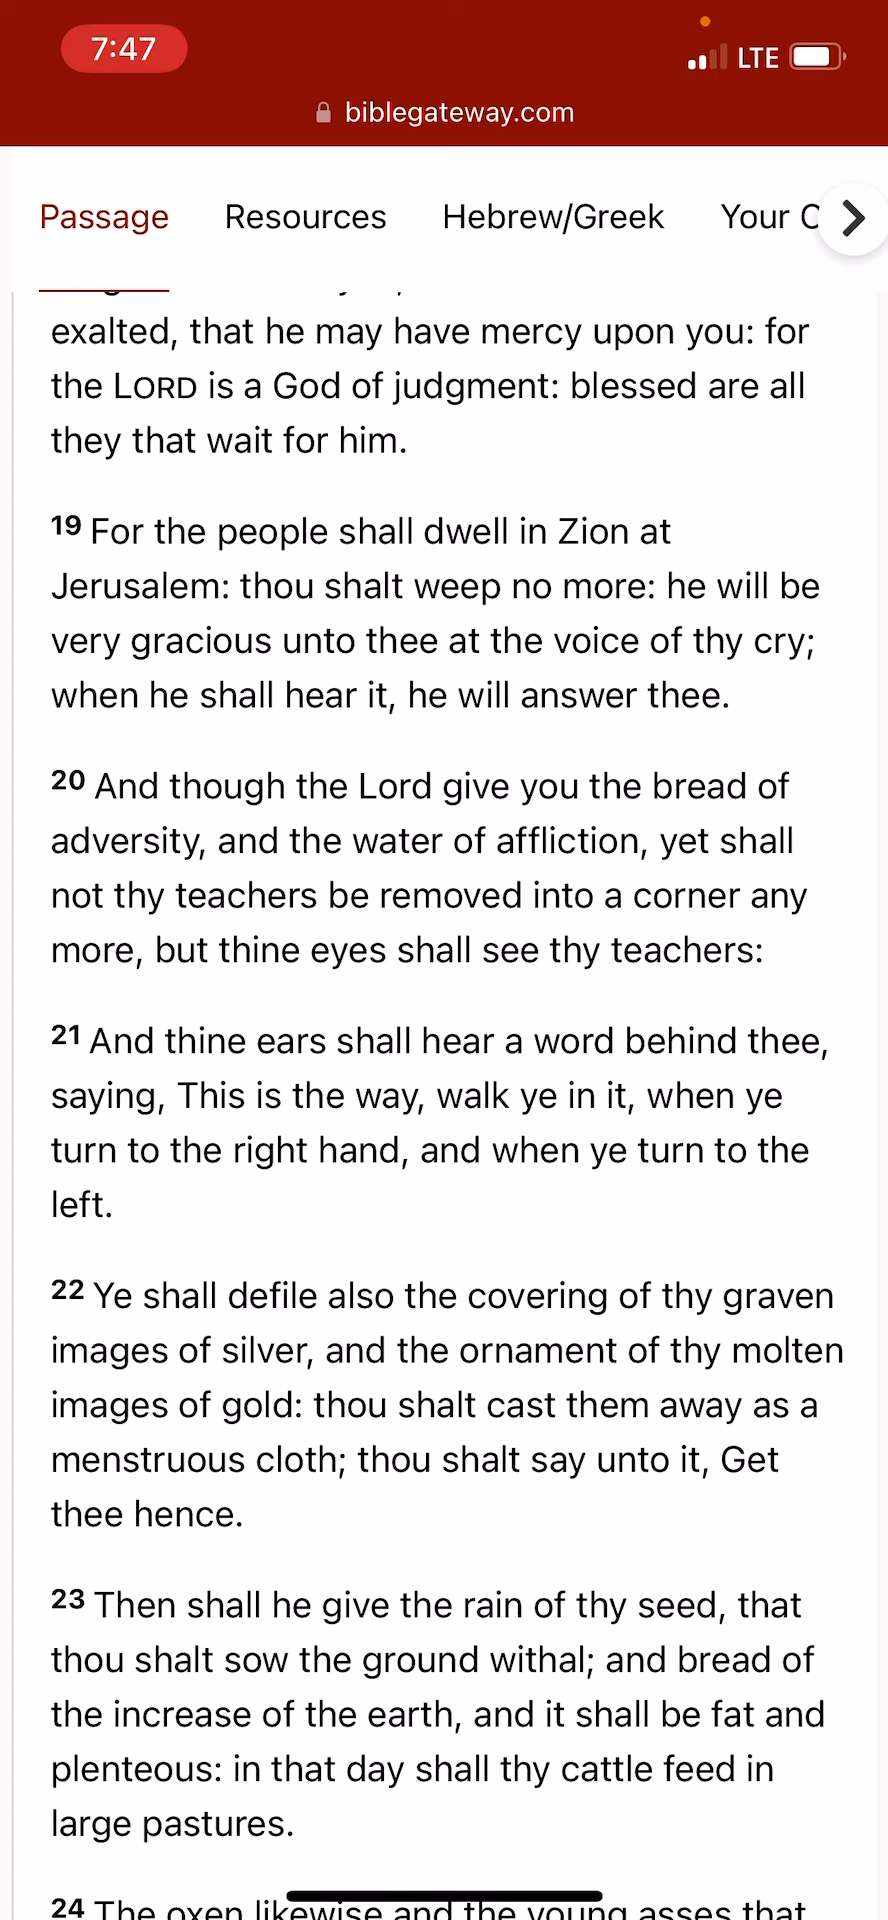 7:47
LTE
biblegateway.com
Passage
Resources
Hebrew/Greek
Your
exalted, that he may have mercy upon you: for
the LORD is a God of judgment: blessed are all
they that wait for him.
19 For the people shall dwell in Zion at
Jerusalem: thou shalt weep no more: he will be
very gracious unto thee at the voice of thy cry;
when he shall hear it, he will answer thee.
20 And though the Lord give you the bread of
adversity, and the water of affliction, yet shall
not thy teachers be removed into a corner any
more, but thine eyes shall see thy teachers:
21 And thine ears shall hear a word behind thee,
saying, This is the way, walk ye in it, when ye
turn to the right hand, and when ye turn to the
left.
22 Ye shall defile also the covering of thy graven
images of silver, and the ornament of thy molten
images of gold: thou shalt cast them away as a
menstruous cloth; thou shalt say unto it, Get
thee hence.
23 Then shall he give the rain of thy seed, that
thou shalt sow the ground withal; and bread of
the increase of the earth, and it shall be fat and
plenteous: in that day shall thy cattle feed in
large pastures.
24 The oxen likewise and the young asses that